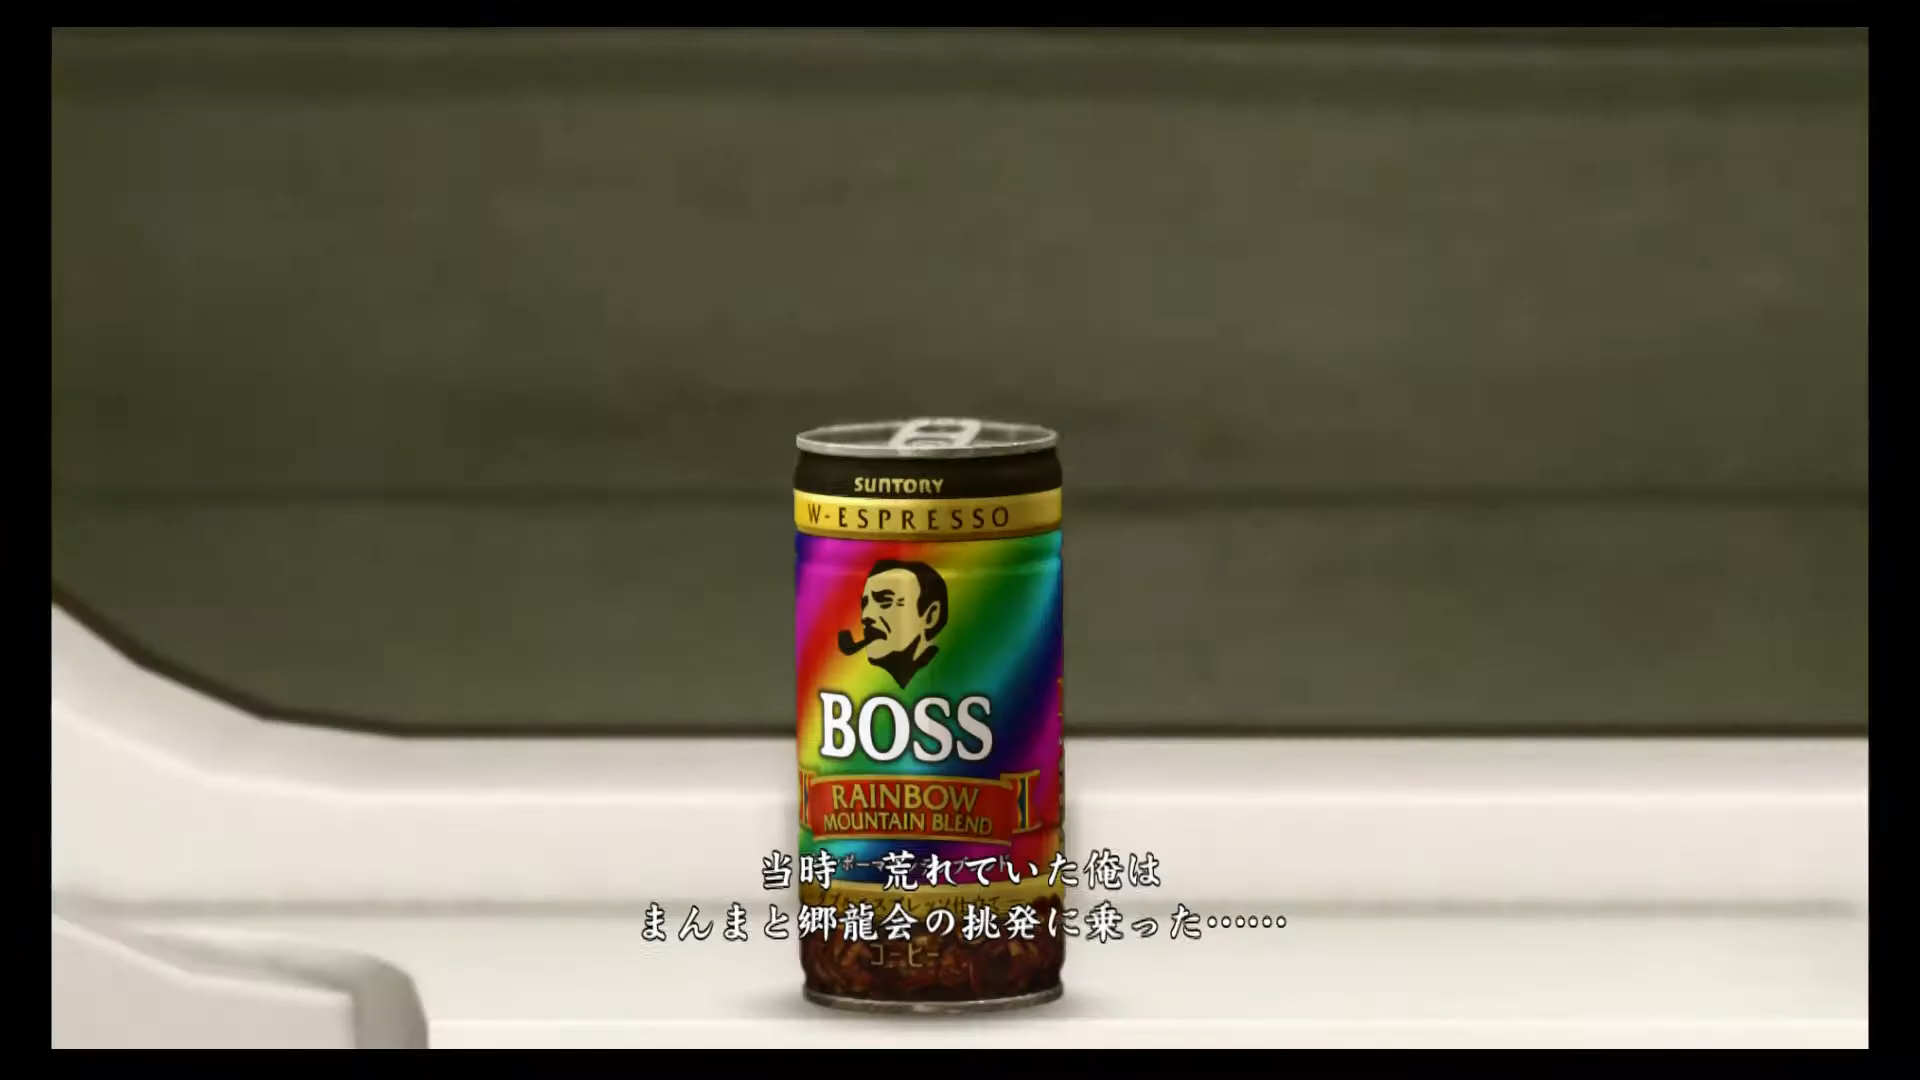 SUNTORY
W-ESPRESSO
BOSS
RAINBOW
MOUNTAIN BLEND
当時　荒れていた俺は
まんまと郷龍会の挑発に乗った……
コーヒー